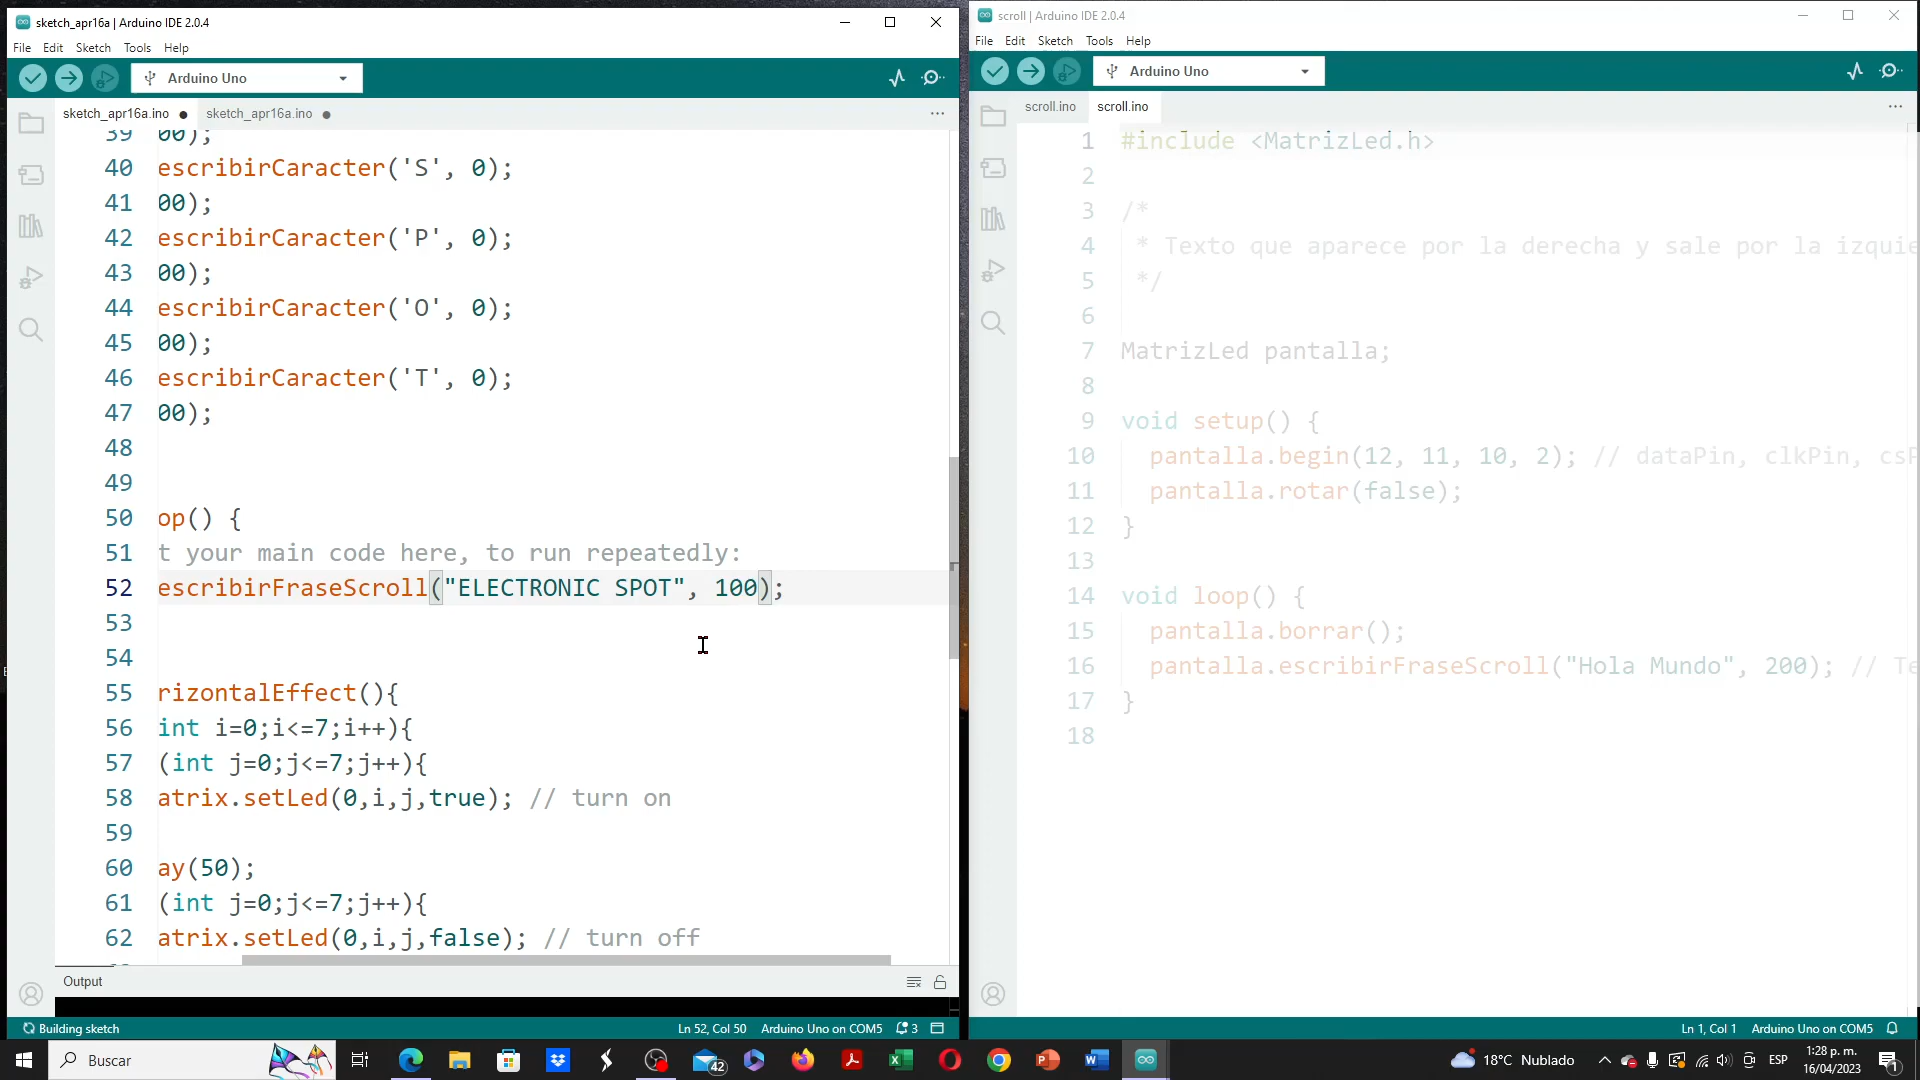 sketch_apr16a | Arduino IDE 2.0.4
File Edit Sketch Tools Help
Arduino Uno
sketch_apr16a.ino sketch_apr16a.ino
39 00);
40 escribirCaracter('S', 0);
41 00);
42 escribirCaracter('P', 0);
43 00);
44 escribirCaracter('O', 0);
45 00);
46 escribirCaracter('T', 0);
47 00);
48
49
50 op() {
51 t your main code here, to run repeatedly:
52 escribirFraseScroll("ELECTRONIC SPOT", 100);
53
54
55 rizontalEffect(){
56 int i=0;i<=7;i++){
57 (int j=0;j<=7;j++){
58 atrix.setLed(0,i,j,true); // turn on
59
60 ay(50);
61 (int j=0;j<=7;j++){
62 atrix.setLed(0,i,j,false); // turn off
Output
Building sketch Ln 52, Col 50 Arduino Uno on COM5 3
scroll | Arduino IDE 2.0.4
File Edit Sketch Tools Help
Arduino Uno
scroll.ino scroll.ino
1 #include <MatrizLed.h>
2
3 /*
4 * Texto que aparece por la derecha y sale por la izquie
5 */
6
7 MatrizLed pantalla;
8
9 void setup() {
10 pantalla.begin(12, 11, 10, 2); // dataPin, clkPin, csP
11 pantalla.rotar(false);
12 }
13
14 void loop() {
15 pantalla.borrar();
16 pantalla.escribirFraseScroll("Hola Mundo", 200); // Te
17 }
18
Ln 1, Col 1 Arduino Uno on COM5
Buscar 42 18°C Nublado ESP 1:28 p. m.
16/04/2023 1